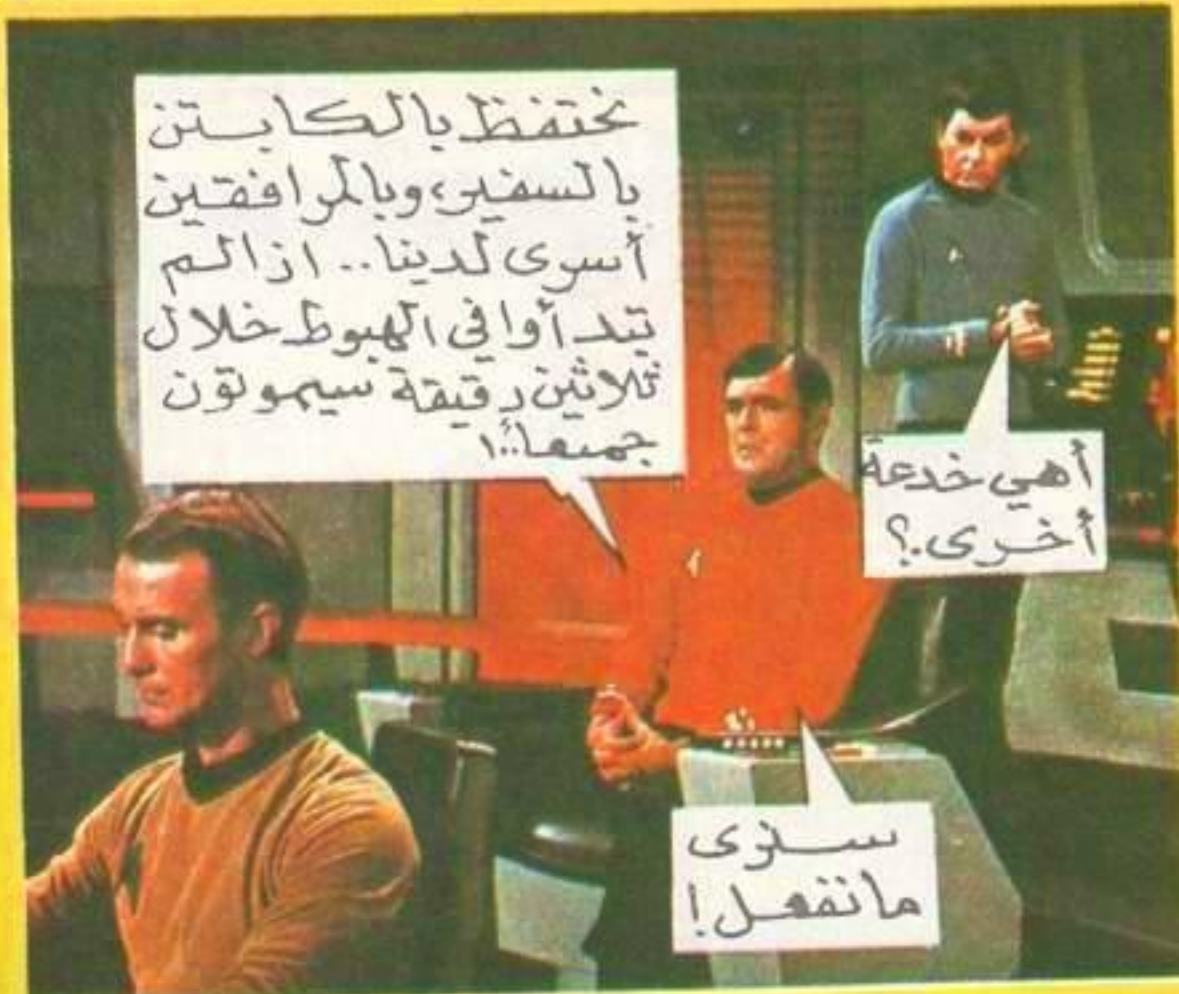 نحتفظ بالكابتن
بالسفير، وبالمرافقين
أسرى لدينا.. اذا لم
تبدأوا في الهبوط خلال
ثلاثين دقيقة سيموتون
جميعاً..!
أهي خدعة
أخرى.؟
سنرى
ما نفعل!